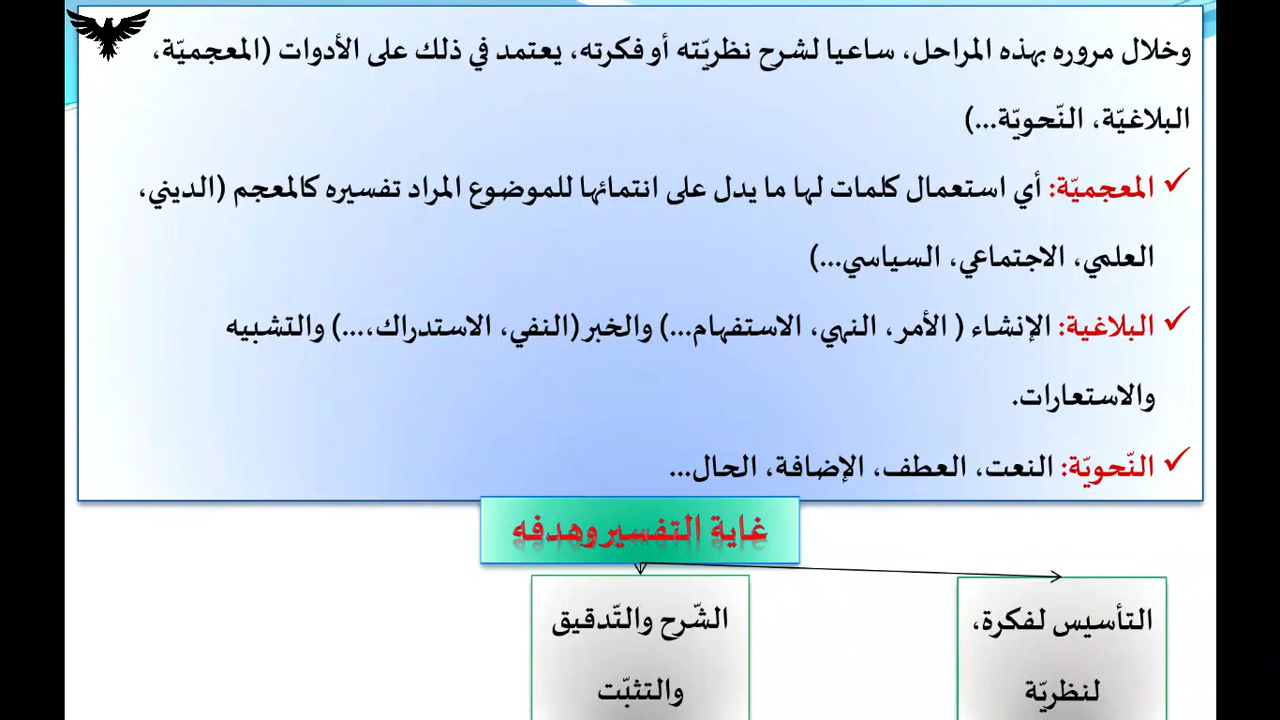 وخلال مروره بهذه المراحل، ساعيا لشرح نظريّته أو فكرته، يعتمد في ذلك على الأدوات (المعجميّة،
البلاغيّة، النّحويّة...)
✓ المعجميّة: أي استعمال كلمات لها ما يدل على انتمائها للموضوع المراد تفسيره كالمعجم (الديني،
العلمي، الاجتماعي، السياسي...)
✓ البلاغية: الإنشاء ( الأمر، النهي، الاستفهام...) والخبر (النفي، الاستدراك،...) والتشبيه
والاستعارات.
✓ النّحويّة: النعت، العطف، الإضافة، الحال...
غاية التفسير وهدفه
التأسيس لفكرة،
لنظريّة
الشّرح والتّدقيق
والتثبّت